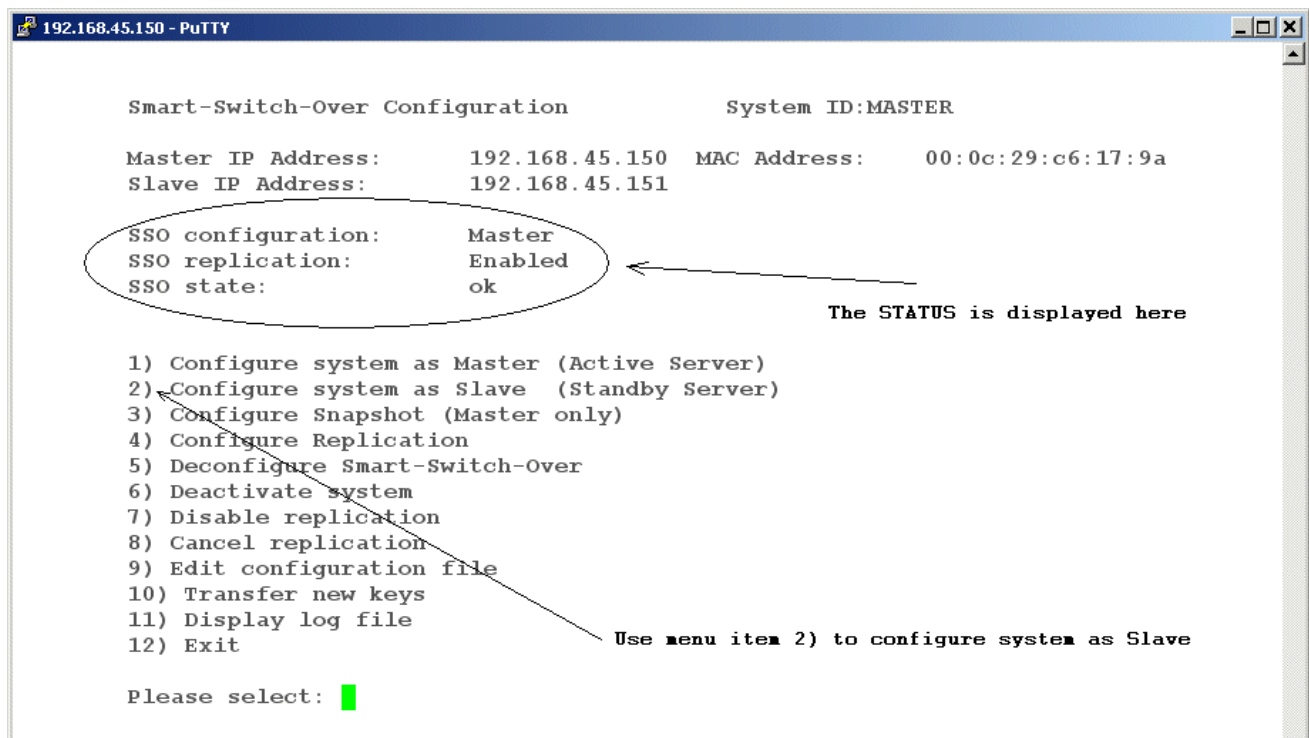 192.168.45.150 - PuTTY
Smart-Switch-Over Configuration System ID:MASTER
Master IP Address: 192.168.45.150 MAC Address: 00:0c:29:c6:17:9a
Slave IP Address: 192.168.45.151
SSO configuration: Master
SSO replication: Enabled
SSO state: ok
The STATUS is displayed here
1) Configure system as Master (Active Server)
2) Configure system as Slave (Standby Server)
3) Configure Snapshot (Master only)
4) Configure Replication
5) Deconfigure Smart-Switch-Over
6) Deactivate system
7) Disable replication
8) Cancel replication
9) Edit configuration file
10) Transfer new keys
11) Display log file
12) Exit
Use menu item 2) to configure system as Slave
Please select: